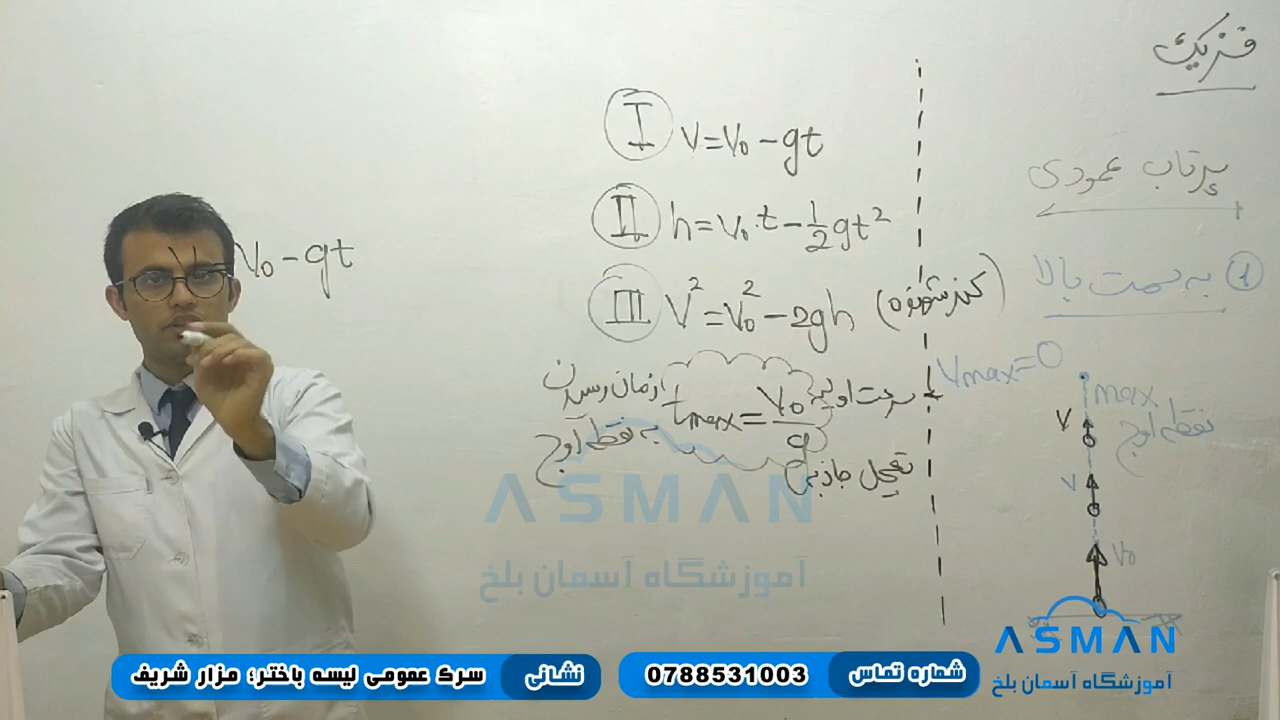 فزیک
پرتاب عمودی
① به سمت بالا
Vmax=0
max
نقطه اوج
V
V
V₀
I V=V₀-gt
II h=V₀.t-½gt²
III V²=V₀²-2gh (کند شونده)
tmax=V₀/g
سرعت اولیه
تعجیل جاذبه
زمان رسیدن
به نقطه اوج
V₀-gt
ASMAN
آموزشگاه آسمان بلخ
ASMAN
آموزشگاه آسمان بلخ
شماره تماس 0788531003
نشانی سرک عمومی لیسه باختر؛ مزار شریف